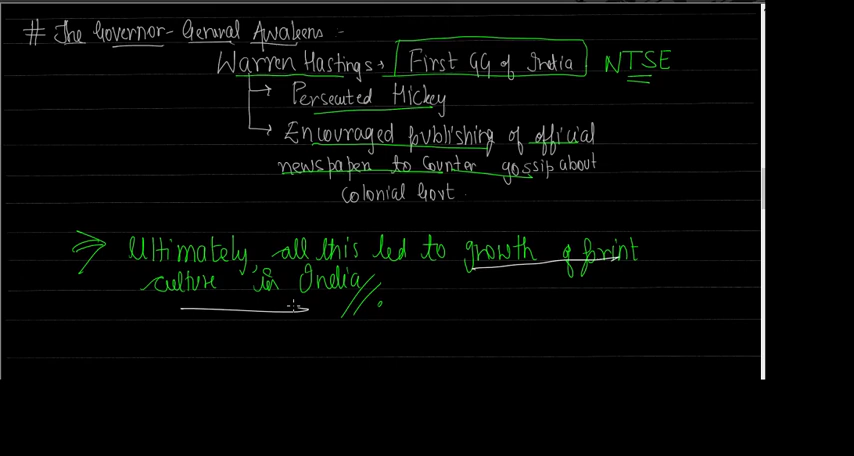 # The Governor-General Awakens -
Warren Hastings → First GG of India NTSE
→ Persecuted Hickey
→ Encouraged publishing of official
newspaper to counter gossip about
colonial Govt.
⇒ Ultimately, all this led to growth of print
culture in India //.